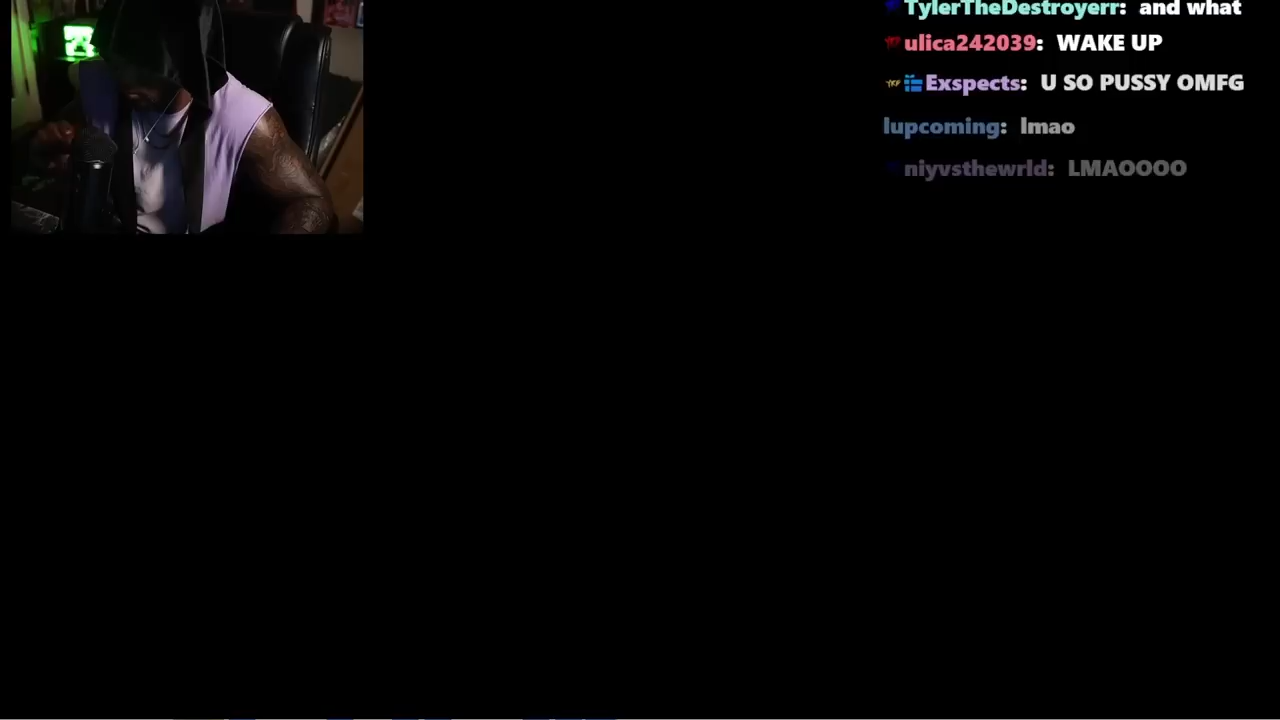 TylerTheDestroyerr: and what
ulica242039: WAKE UP
Exspects: U SO PUSSY OMFG
lupcoming: lmao
niyvsthewrld: LMAOOOO